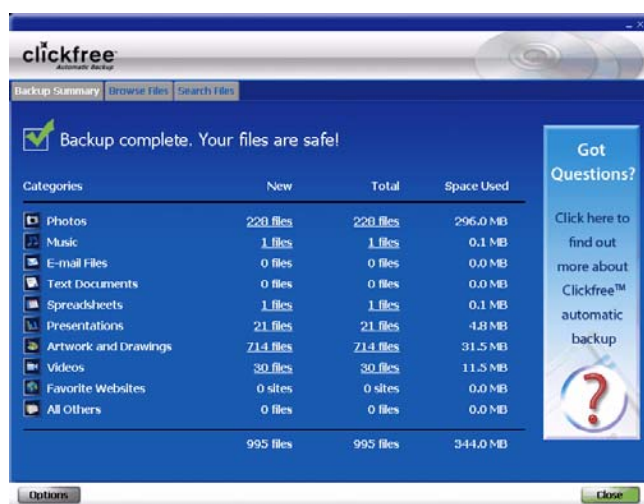 clickfree
Automatic Backup
Backup Summary Browse Files Search Files
Backup complete. Your files are safe!
Categories New Total Space Used
Photos 228 files 228 files 296.0 MB
Music 1 files 1 files 0.1 MB
E-mail Files 0 files 0 files 0.0 MB
Text Documents 0 files 0 files 0.0 MB
Spreadsheets 1 files 1 files 0.1 MB
Presentations 21 files 21 files 4.8 MB
Artwork and Drawings 714 files 714 files 31.5 MB
Videos 30 files 30 files 11.5 MB
Favorite Websites 0 sites 0 sites 0.0 MB
All Others 0 files 0 files 0.0 MB
995 files 995 files 344.0 MB
Got
Questions?
Click here to
find out
more about
Clickfree™
automatic
backup
?
Options Close